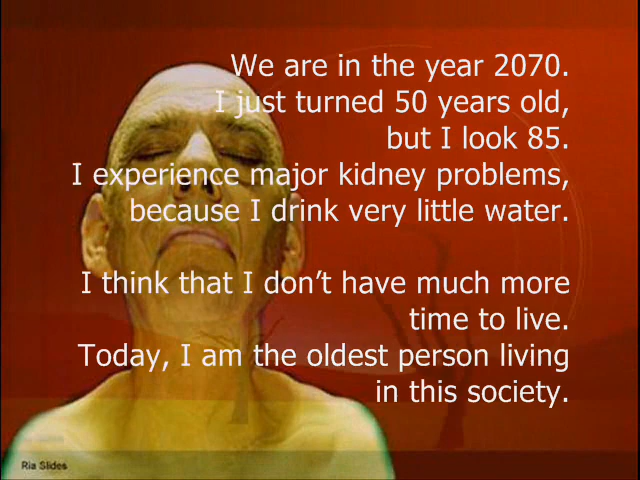 We are in the year 2070.
I just turned 50 years old,
but I look 85.
I experience major kidney problems,
because I drink very little water.
I think that I don’t have much more
time to live.
Today, I am the oldest person living
in this society.
Ria Slides